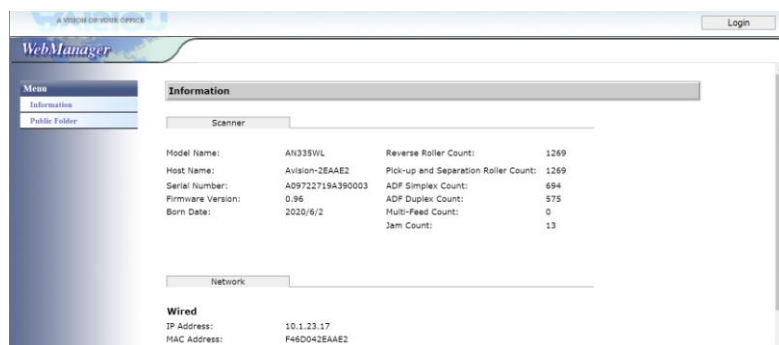 A VISION OF YOUR OFFICE
Login
WebManager
Menu
Information
Public Folder
Information
Scanner
Model Name: AN335WL Reverse Roller Count: 1269
Host Name: Avision-2EAAE2 Pick-up and Separation Roller Count: 1269
Serial Number: A09722719A390003 ADF Simplex Count: 694
Firmware Version: 0.96 ADF Duplex Count: 575
Born Date: 2020/6/2 Multi-Feed Count: 0
Jam Count: 13
Network
Wired
IP Address: 10.1.23.17
MAC Address: F46D042EAAE2